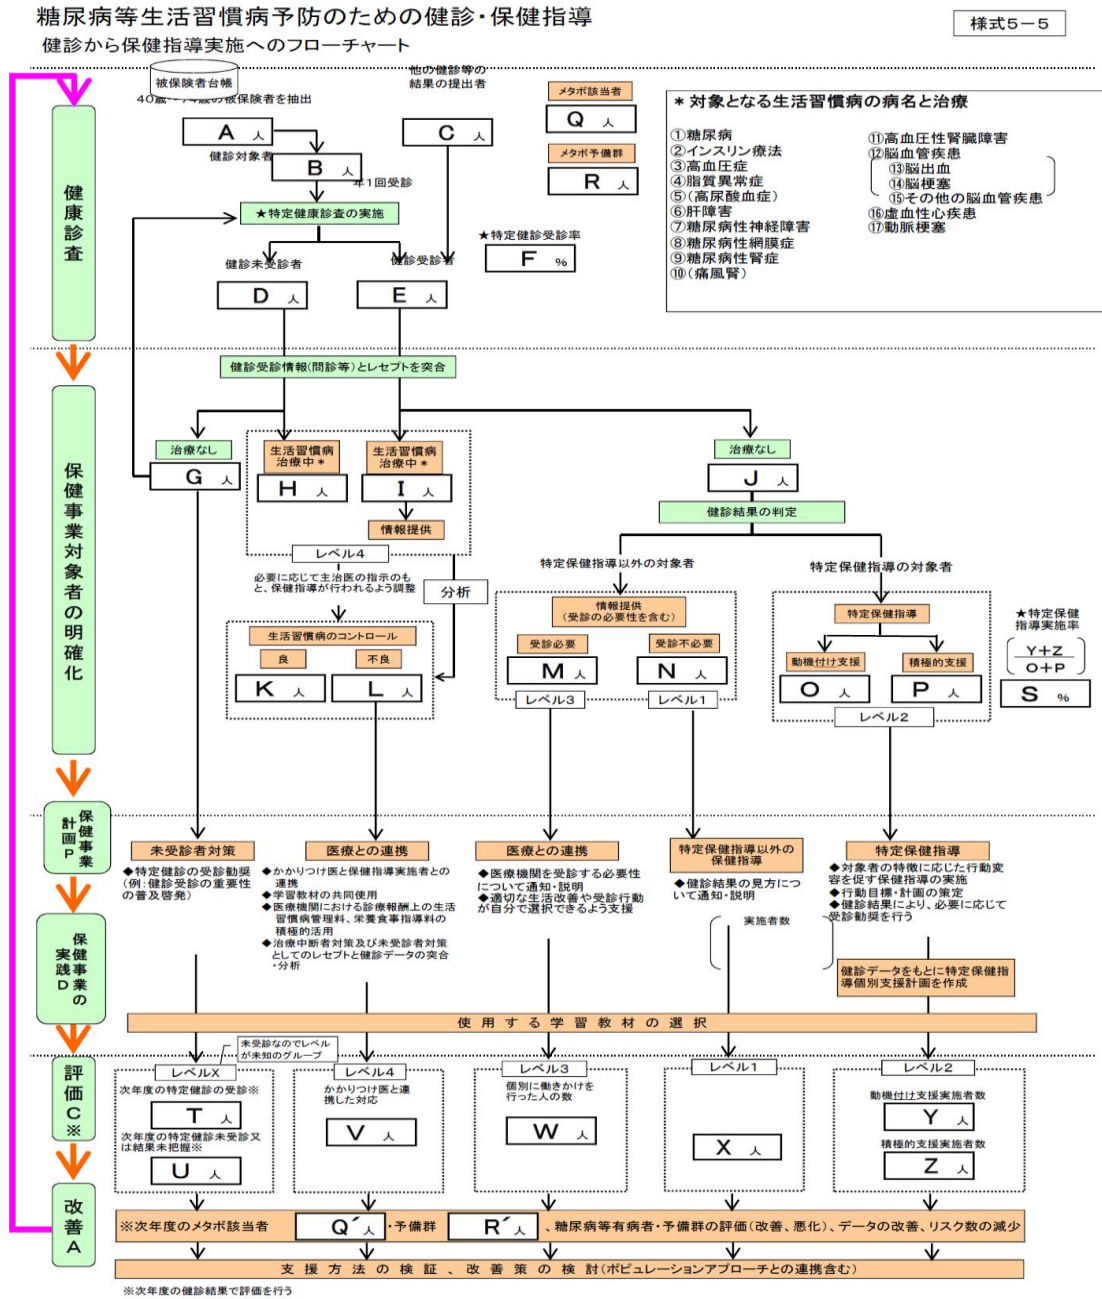 糖尿病等生活習慣病予防のための健診・保健指導
様式5－5
健診から保健指導実施へのフローチャート
被保険者台帳
40歳～74歳の被保険者を抽出
A 人
健診対象者
B 人
年1回受診
他の健診等の
結果の提出者
C 人
メタボ該当者
Q 人
メタボ予備群
R 人
＊対象となる生活習慣病の病名と治療
①糖尿病
②インスリン療法
③高血圧症
④脂質異常症
⑤(高尿酸血症)
⑥肝障害
⑦糖尿病性神経障害
⑧糖尿病性網膜症
⑨糖尿病性腎症
⑩(痛風腎)
⑪高血圧性腎臓障害
⑫脳血管疾患
⑬脳出血
⑭脳梗塞
⑮その他の脳血管疾患
⑯虚血性心疾患
⑰動脈梗塞
健康診査
★特定健康診査の実施
★特定健診受診率
F %
健診未受診者
D 人
健診受診者
E 人
健診受診情報(問診等)とレセプトを突合
保健事業対象者の明確化
治療なし
G 人
生活習慣病
治療中＊
H 人
生活習慣病
治療中＊
I 人
情報提供
レベル4
必要に応じて主治医の指示のも
と、保健指導が行われるよう調整
分析
生活習慣病のコントロール
良
不良
K 人
L 人
治療なし
J 人
健診結果の判定
特定保健指導以外の対象者
情報提供
(受診の必要性を含む)
受診必要
受診不必要
M 人
N 人
レベル3
レベル1
特定保健指導の対象者
特定保健指導
動機付け支援
積極的支援
O 人
P 人
レベル2
★特定保健
指導実施率
Y+Z
O+P
S %
保健事業
計画P
未受診者対策
◆特定健診の受診勧奨
(例：健診受診の重要性
の普及啓発)
医療との連携
◆かかりつけ医と保健指導実施者との
連携
◆学習教材の共同使用
◆医療機関における診療報酬上の生活
習慣病管理料、栄養食事指導料の
積極的活用
◆治療中断者対策及び未受診者対策
としてのレセプトと健診データの突合
・分析
医療との連携
◆医療機関を受診する必要性
について通知・説明
◆適切な生活改善や受診行動
が自分で選択できるよう支援
特定保健指導以外の
保健指導
◆健診結果の見方につ
いて通知・説明
実施者数
特定保健指導
◆対象者の特徴に応じた行動変
容を促す保健指導の実施
◆行動目標・計画の策定
◆健診結果により、必要に応じて
受診勧奨を行う
健診データをもとに特定保健指
導個別支援計画を作成
保健事業の
実践D
使用する学習教材の選択
評価C※
未受診なのでレベル
が未知のグループ
レベルX
次年度の特定健診の受診※
T 人
次年度の特定健診未受診又
は結果未把握※
U 人
レベル4
かかりつけ医と連
携した対応
V 人
レベル3
個別に働きかけを
行った人の数
W 人
レベル1
X 人
レベル2
動機付け支援実施者数
Y 人
積極的支援実施者数
Z 人
改善A
※次年度のメタボ該当者 Q´人 ・予備群 R´人 、糖尿病等有病者・予備群の評価(改善、悪化)、データの改善、リスク数の減少
支援方法の検証、改善策の検討(ポピュレーションアプローチとの連携含む)
※次年度の健診結果で評価を行う